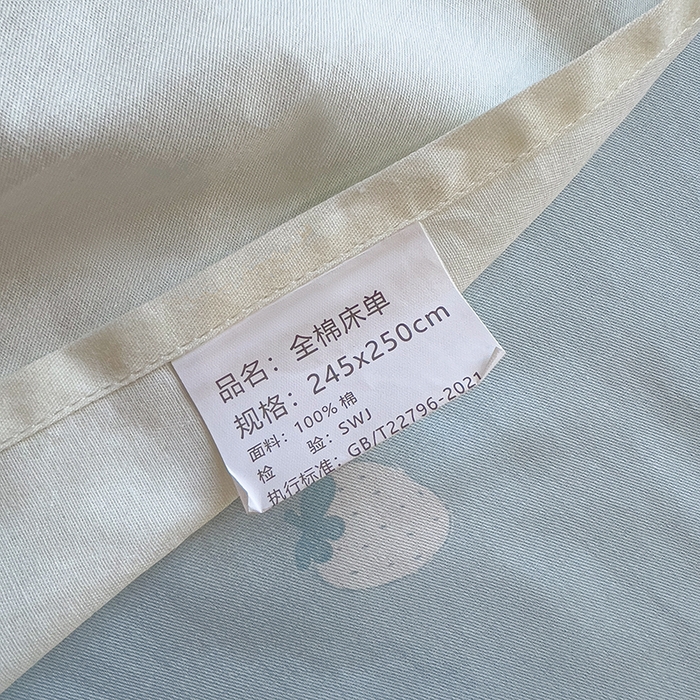 品名：全棉床单
规格：245x250cm
面料：100% 棉
检 验：SWJ
执行标准：GB/T22796-2021